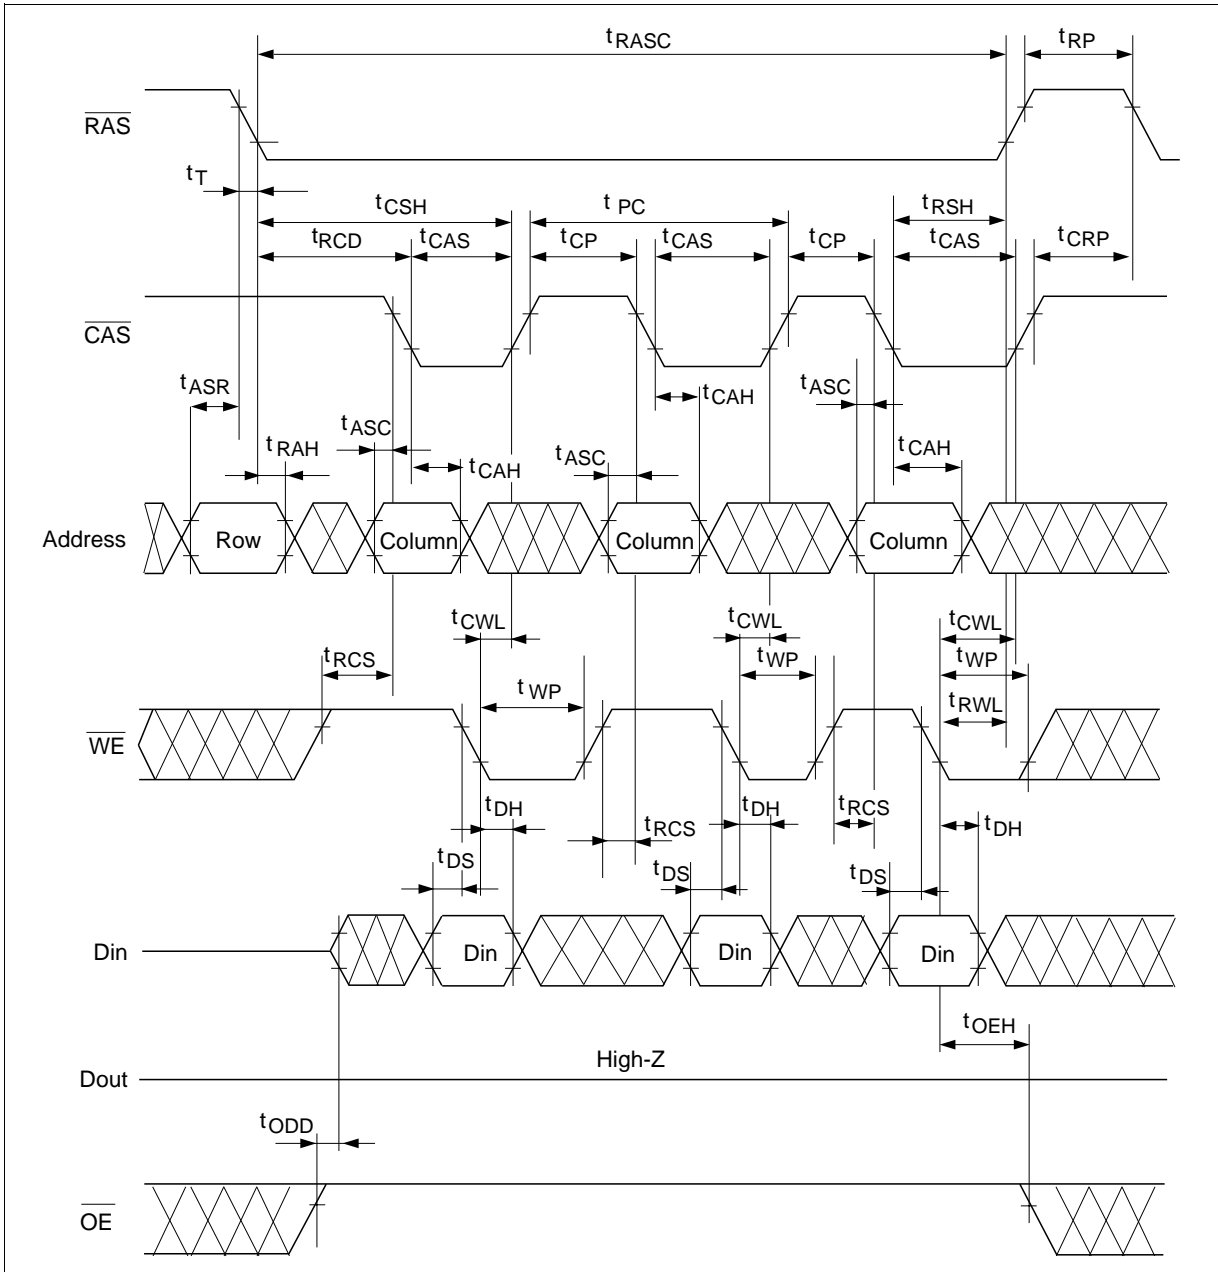 tRASC tRP
RAS
tT
tCSH tPC tRSH
tRCD tCAS tCP tCAS tCP tCAS tCRP
CAS
tASR tASC tRAH tCAH tASC tCAH tASC tCAH
Address Row Column Column Column
tCWL tCWL tCWL
tRCS tWP tWP tWP
tRWL
WE
tDH tRCS tDH tRCS tDH
tDS tDS tDS
Din Din Din Din
tOEH
High-Z
Dout
tODD
OE